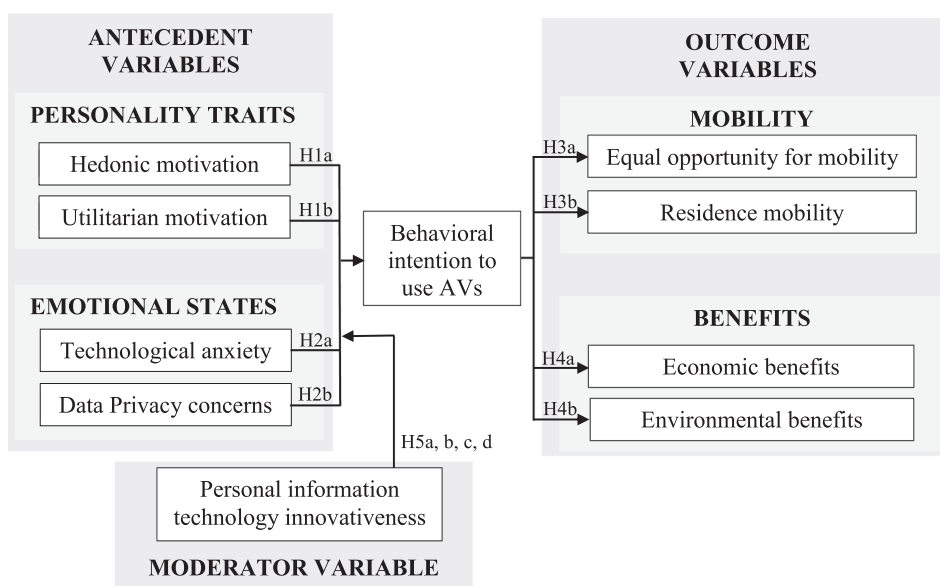 ANTECEDENT
VARIABLES
PERSONALITY TRAITS
Hedonic motivation
H1a
Utilitarian motivation
H1b
EMOTIONAL STATES
Technological anxiety
H2a
Data Privacy concerns
H2b
H5a, b, c, d
Personal information
technology innovativeness
MODERATOR VARIABLE
Behavioral
intention to
use AVs
OUTCOME
VARIABLES
MOBILITY
H3a
Equal opportunity for mobility
H3b
Residence mobility
BENEFITS
H4a
Economic benefits
H4b
Environmental benefits